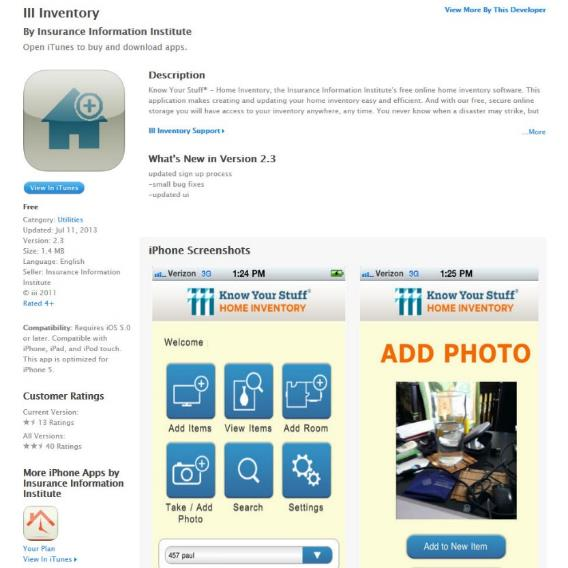 III Inventory
View More By This Developer
By Insurance Information Institute
Open iTunes to buy and download apps.
Description
Know Your Stuff® – Home Inventory, the Insurance Information Institute's free online home inventory software. This
application makes creating and updating your home inventory easy and efficient. And with our free, secure online
storage you will have access to your inventory anywhere, any time. You never know when a disaster may strike, but
III Inventory Support
...More
What's New in Version 2.3
updated sign up process
-small bug fixes
-updated ui
View In iTunes
Free
Category: Utilities
Updated: Jul 11, 2013
Version: 2.3
Size: 1.4 MB
Language: English
Seller: Insurance Information
Institute
© iii 2011
Rated 4+
Compatibility: Requires iOS 5.0
or later. Compatible with
iPhone, iPad, and iPod touch.
This app is optimized for
iPhone 5.
Customer Ratings
Current Version:
13 Ratings
All Versions:
40 Ratings
More iPhone Apps by
Insurance Information
Institute
Your Plan
View In iTunes
iPhone Screenshots
Verizon 3G 1:24 PM
Know Your Stuff®
HOME INVENTORY
Welcome
Add Items View Items Add Room
Take / Add Search Settings
Photo
457 paul
Verizon 3G 1:25 PM
Know Your Stuff®
HOME INVENTORY
ADD PHOTO
Add to New Item